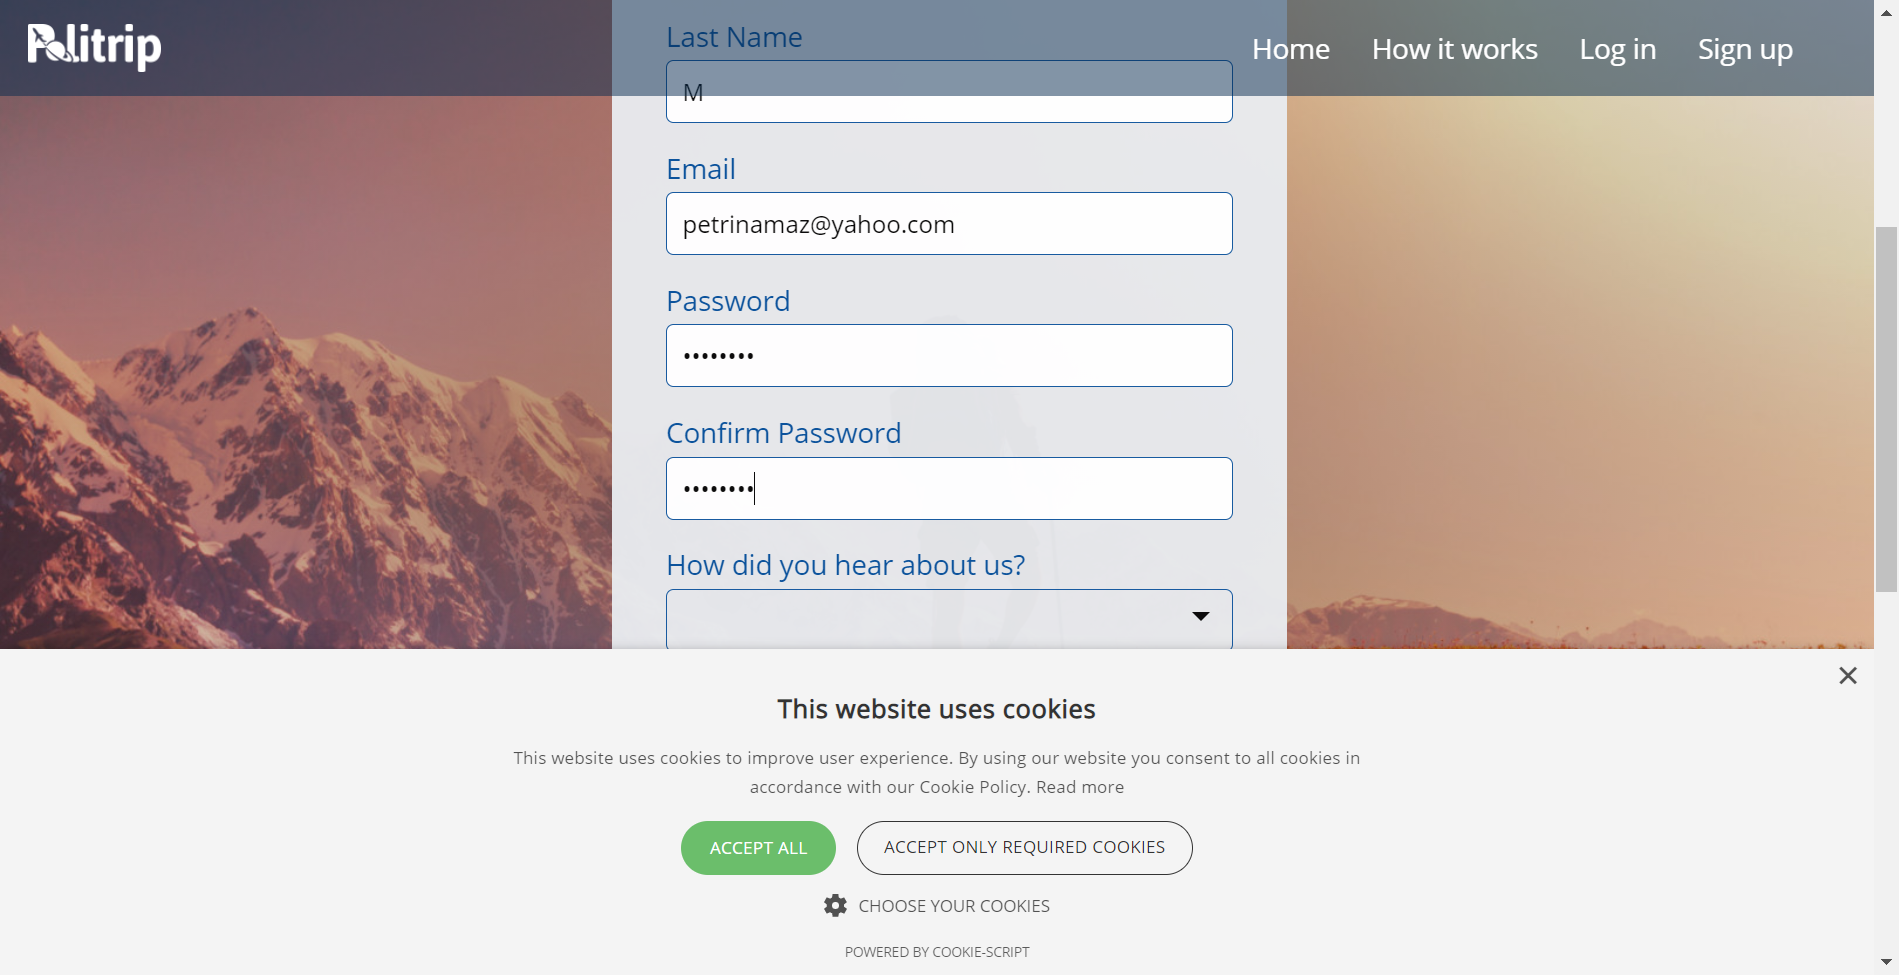 Politrip
Home How it works Log in Sign up
Last Name
M
Email
petrinamaz@yahoo.com
Password
••••••••
Confirm Password
••••••••
How did you hear about us?
This website uses cookies
This website uses cookies to improve user experience. By using our website you consent to all cookies in
accordance with our Cookie Policy. Read more
ACCEPT ALL
ACCEPT ONLY REQUIRED COOKIES
CHOOSE YOUR COOKIES
POWERED BY COOKIE-SCRIPT